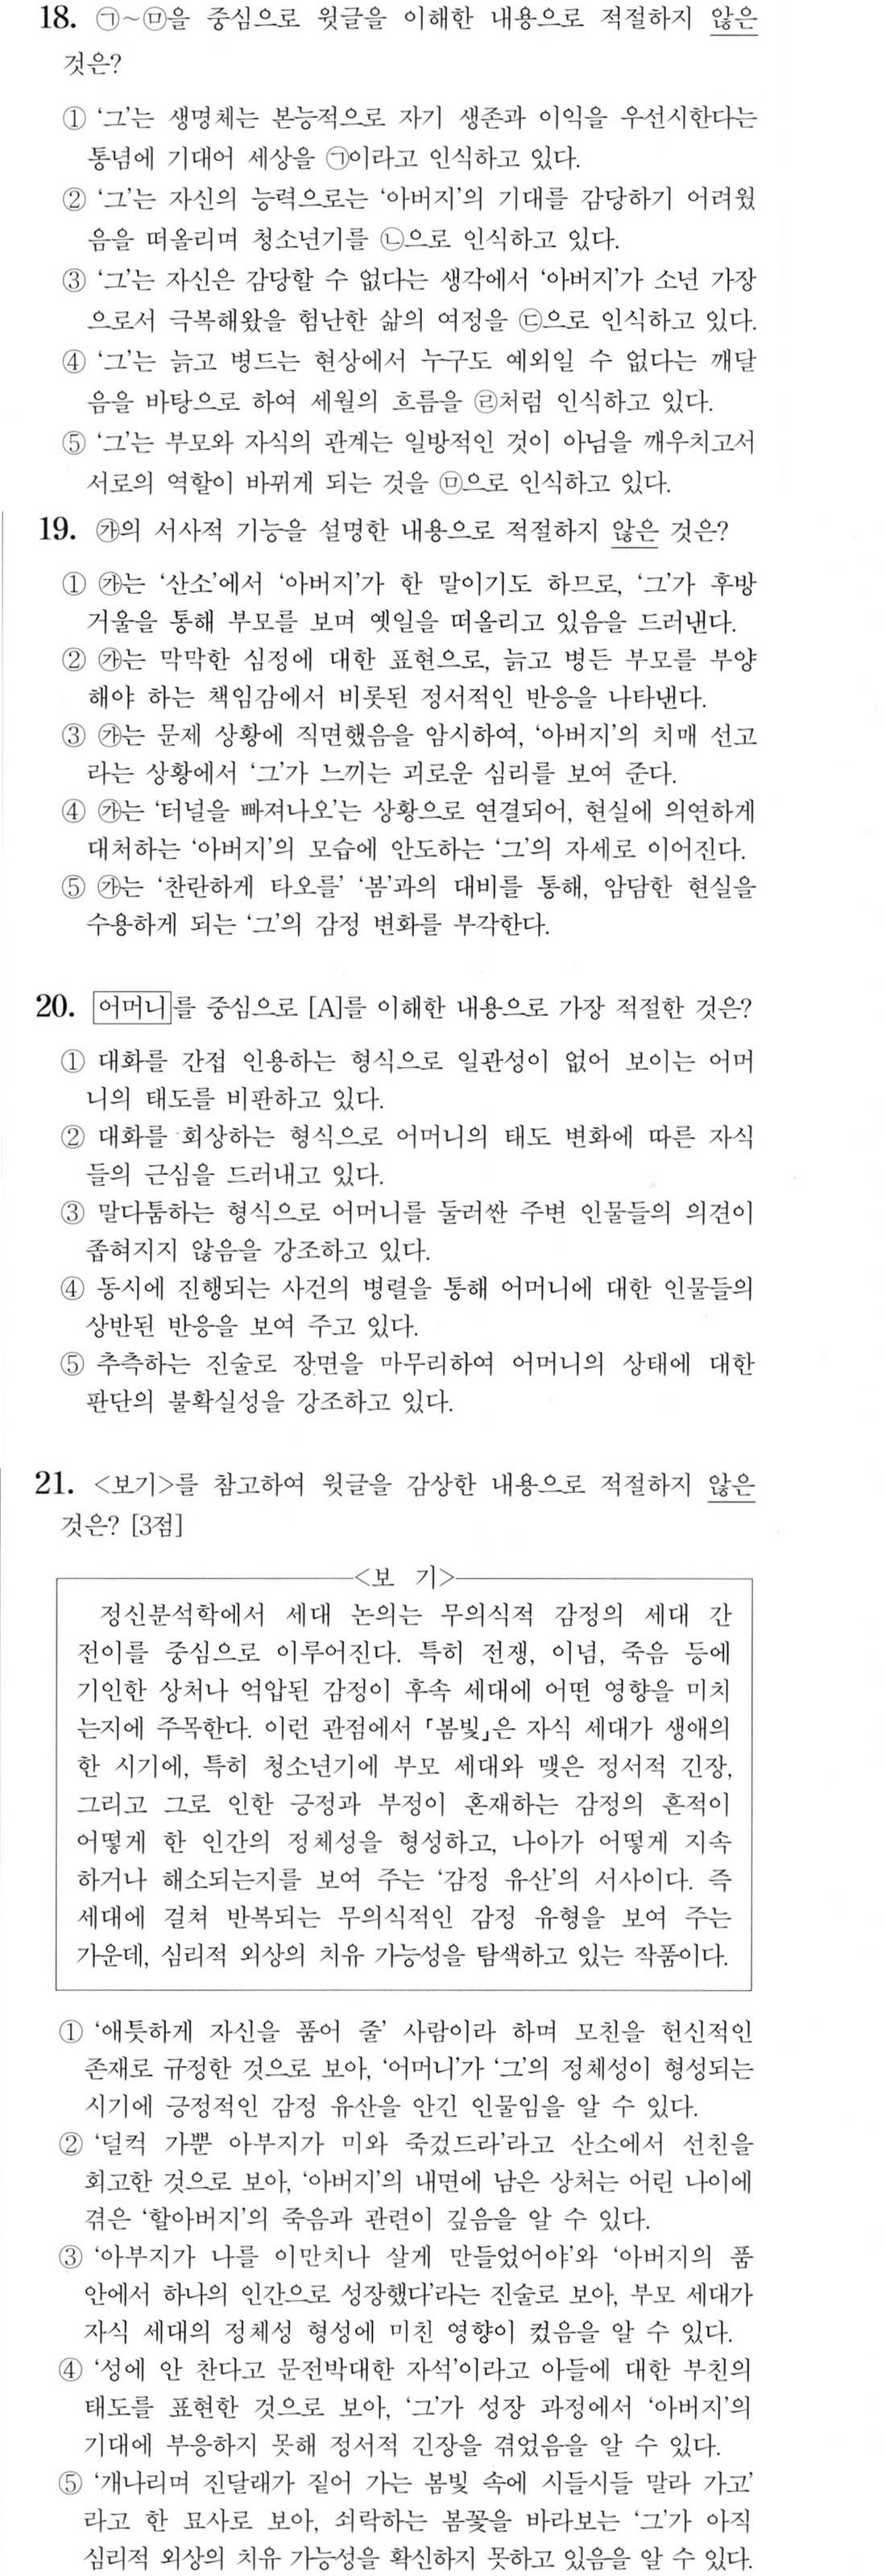 18. ㉠~㉤을 중심으로 윗글을 이해한 내용으로 적절하지 않은
것은?
① ‘그’는 생명체는 본능적으로 자기 생존과 이익을 우선시한다는
통념에 기대어 세상을 ㉠이라고 인식하고 있다.
② ‘그’는 자신의 능력으로는 ‘아버지’의 기대를 감당하기 어려웠
음을 떠올리며 청소년기를 ㉡으로 인식하고 있다.
③ ‘그’는 자신은 감당할 수 없다는 생각에서 ‘아버지’가 소년 가장
으로서 극복해왔을 험난한 삶의 여정을 ㉢으로 인식하고 있다.
④ ‘그’는 늙고 병드는 현상에서 누구도 예외일 수 없다는 깨달
음을 바탕으로 하여 세월의 흐름을 ㉣처럼 인식하고 있다.
⑤ ‘그’는 부모와 자식의 관계는 일방적인 것이 아님을 깨우치고서
서로의 역할이 바뀌게 되는 것을 ㉤으로 인식하고 있다.
19. ㉮의 서사적 기능을 설명한 내용으로 적절하지 않은 것은?
① ㉮는 ‘산소’에서 ‘아버지’가 한 말이기도 하므로, ‘그’가 후방
거울을 통해 부모를 보며 옛일을 떠올리고 있음을 드러낸다.
② ㉮는 막막한 심정에 대한 표현으로, 늙고 병든 부모를 부양
해야 하는 책임감에서 비롯된 정서적인 반응을 나타낸다.
③ ㉮는 문제 상황에 직면했음을 암시하여, ‘아버지’의 치매 선고
라는 상황에서 ‘그’가 느끼는 괴로운 심리를 보여 준다.
④ ㉮는 ‘터널을 빠져나오’는 상황으로 연결되어, 현실에 의연하게
대처하는 ‘아버지’의 모습에 안도하는 ‘그’의 자세로 이어진다.
⑤ ㉮는 ‘찬란하게 타오를’ ‘봄’과의 대비를 통해, 암담한 현실을
수용하게 되는 ‘그’의 감정 변화를 부각한다.
20. 어머니를 중심으로 [A]를 이해한 내용으로 가장 적절한 것은?
① 대화를 간접 인용하는 형식으로 일관성이 없어 보이는 어머
니의 태도를 비판하고 있다.
② 대화를 회상하는 형식으로 어머니의 태도 변화에 따른 자식
들의 근심을 드러내고 있다.
③ 말다툼하는 형식으로 어머니를 둘러싼 주변 인물들의 의견이
좁혀지지 않음을 강조하고 있다.
④ 동시에 진행되는 사건의 병렬을 통해 어머니에 대한 인물들의
상반된 반응을 보여 주고 있다.
⑤ 추측하는 진술로 장면을 마무리하여 어머니의 상태에 대한
판단의 불확실성을 강조하고 있다.
21. <보기>를 참고하여 윗글을 감상한 내용으로 적절하지 않은
것은? [3점]
<보 기>
정신분석학에서 세대 논의는 무의식적 감정의 세대 간
전이를 중심으로 이루어진다. 특히 전쟁, 이념, 죽음 등에
기인한 상처나 억압된 감정이 후속 세대에 어떤 영향을 미치
는지에 주목한다. 이런 관점에서 「봄빛」은 자식 세대가 생애의
한 시기에, 특히 청소년기에 부모 세대와 맺은 정서적 긴장,
그리고 그로 인한 긍정과 부정이 혼재하는 감정의 흔적이
어떻게 한 인간의 정체성을 형성하고, 나아가 어떻게 지속
하거나 해소되는지를 보여 주는 ‘감정 유산’의 서사이다. 즉
세대에 걸쳐 반복되는 무의식적인 감정 유형을 보여 주는
가운데, 심리적 외상의 치유 가능성을 탐색하고 있는 작품이다.
① ‘애틋하게 자신을 품어 줄’ 사람이라 하며 모친을 헌신적인
존재로 규정한 것으로 보아, ‘어머니’가 ‘그’의 정체성이 형성되는
시기에 긍정적인 감정 유산을 안긴 인물임을 알 수 있다.
② ‘덜컥 가뿐 아부지가 미와 죽겄드라’라고 산소에서 선친을
회고한 것으로 보아, ‘아버지’의 내면에 남은 상처는 어린 나이에
겪은 ‘할아버지’의 죽음과 관련이 깊음을 알 수 있다.
③ ‘아부지가 나를 이만치나 살게 만들었어야’와 ‘아버지의 품
안에서 하나의 인간으로 성장했다’라는 진술로 보아, 부모 세대가
자식 세대의 정체성 형성에 미친 영향이 컸음을 알 수 있다.
④ ‘성에 안 찬다고 문전박대한 자석’이라고 아들에 대한 부친의
태도를 표현한 것으로 보아, ‘그’가 성장 과정에서 ‘아버지’의
기대에 부응하지 못해 정서적 긴장을 겪었음을 알 수 있다.
⑤ ‘개나리며 진달래가 짙어 가는 봄빛 속에 시들시들 말라 가고’
라고 한 묘사로 보아, 쇠락하는 봄꽃을 바라보는 ‘그’가 아직
심리적 외상의 치유 가능성을 확신하지 못하고 있음을 알 수 있다.